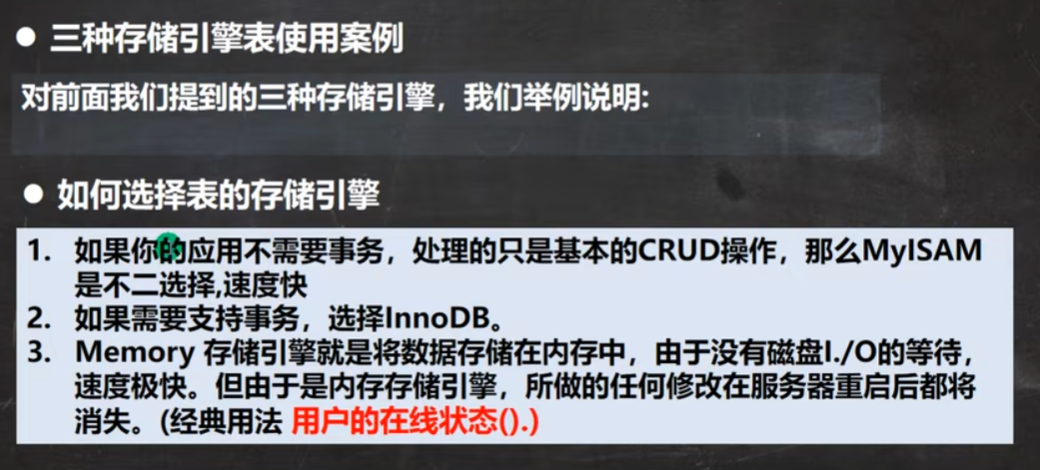 ● 三种存储引擎表使用案例
对前面我们提到的三种存储引擎，我们举例说明:
● 如何选择表的存储引擎
1. 如果你的应用不需要事务，处理的只是基本的CRUD操作，那么MyISAM
是不二选择,速度快
2. 如果需要支持事务，选择InnoDB。
3. Memory 存储引擎就是将数据存储在内存中，由于没有磁盘I./O的等待，
速度极快。但由于是内存存储引擎，所做的任何修改在服务器重启后都将
消失。(经典用法 用户的在线状态().)